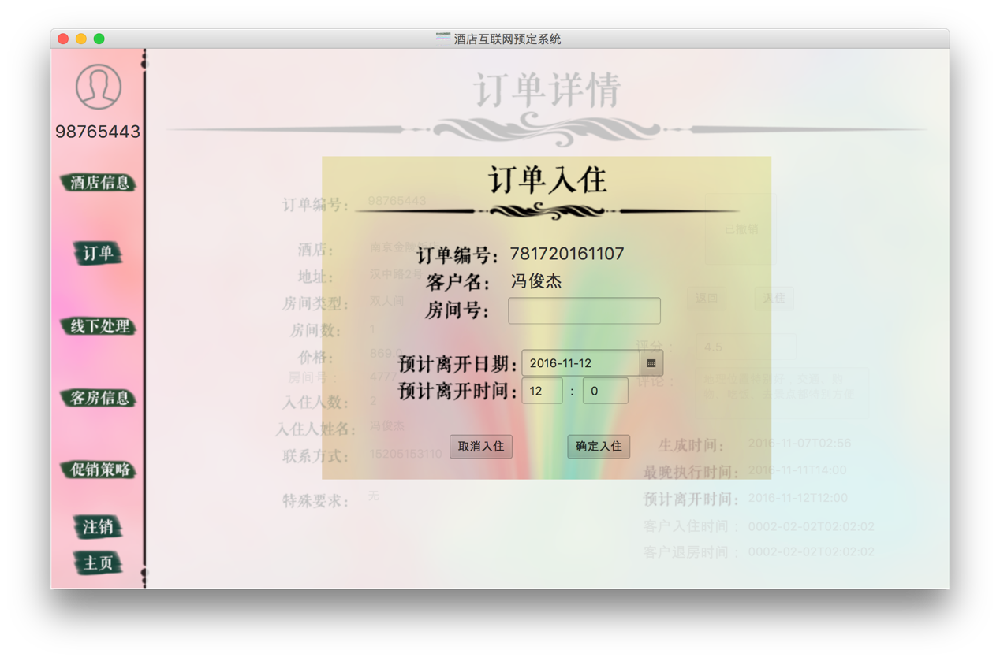 酒店互联网预定系统
98765443
酒店信息
订单
线下处理
客房信息
促销策略
注销
主页
订单详情
订单编号： 98765443
酒店： 南京金陵
地址： 汉中路2号
房间类型： 双人间
房间数： 1
价格： 869.0
房间号： 4777
入住人数： 2
入住人姓名： 冯俊杰
联系方式： 15205153110
特殊要求： 无
订单入住
订单编号： 781720161107
客户名： 冯俊杰
房间号：
预计离开日期： 2016-11-12
预计离开时间： 12 : 0
取消入住 确定入住
已撤销
返回 入住
评分： 4.5
评论：
生成时间： 2016-11-07T02:56
最晚执行时间： 2016-11-11T14:00
预计离开时间： 2016-11-12T12:00
客户入住时间： 0002-02-02T02:02:02
客户退房时间： 0002-02-02T02:02:02